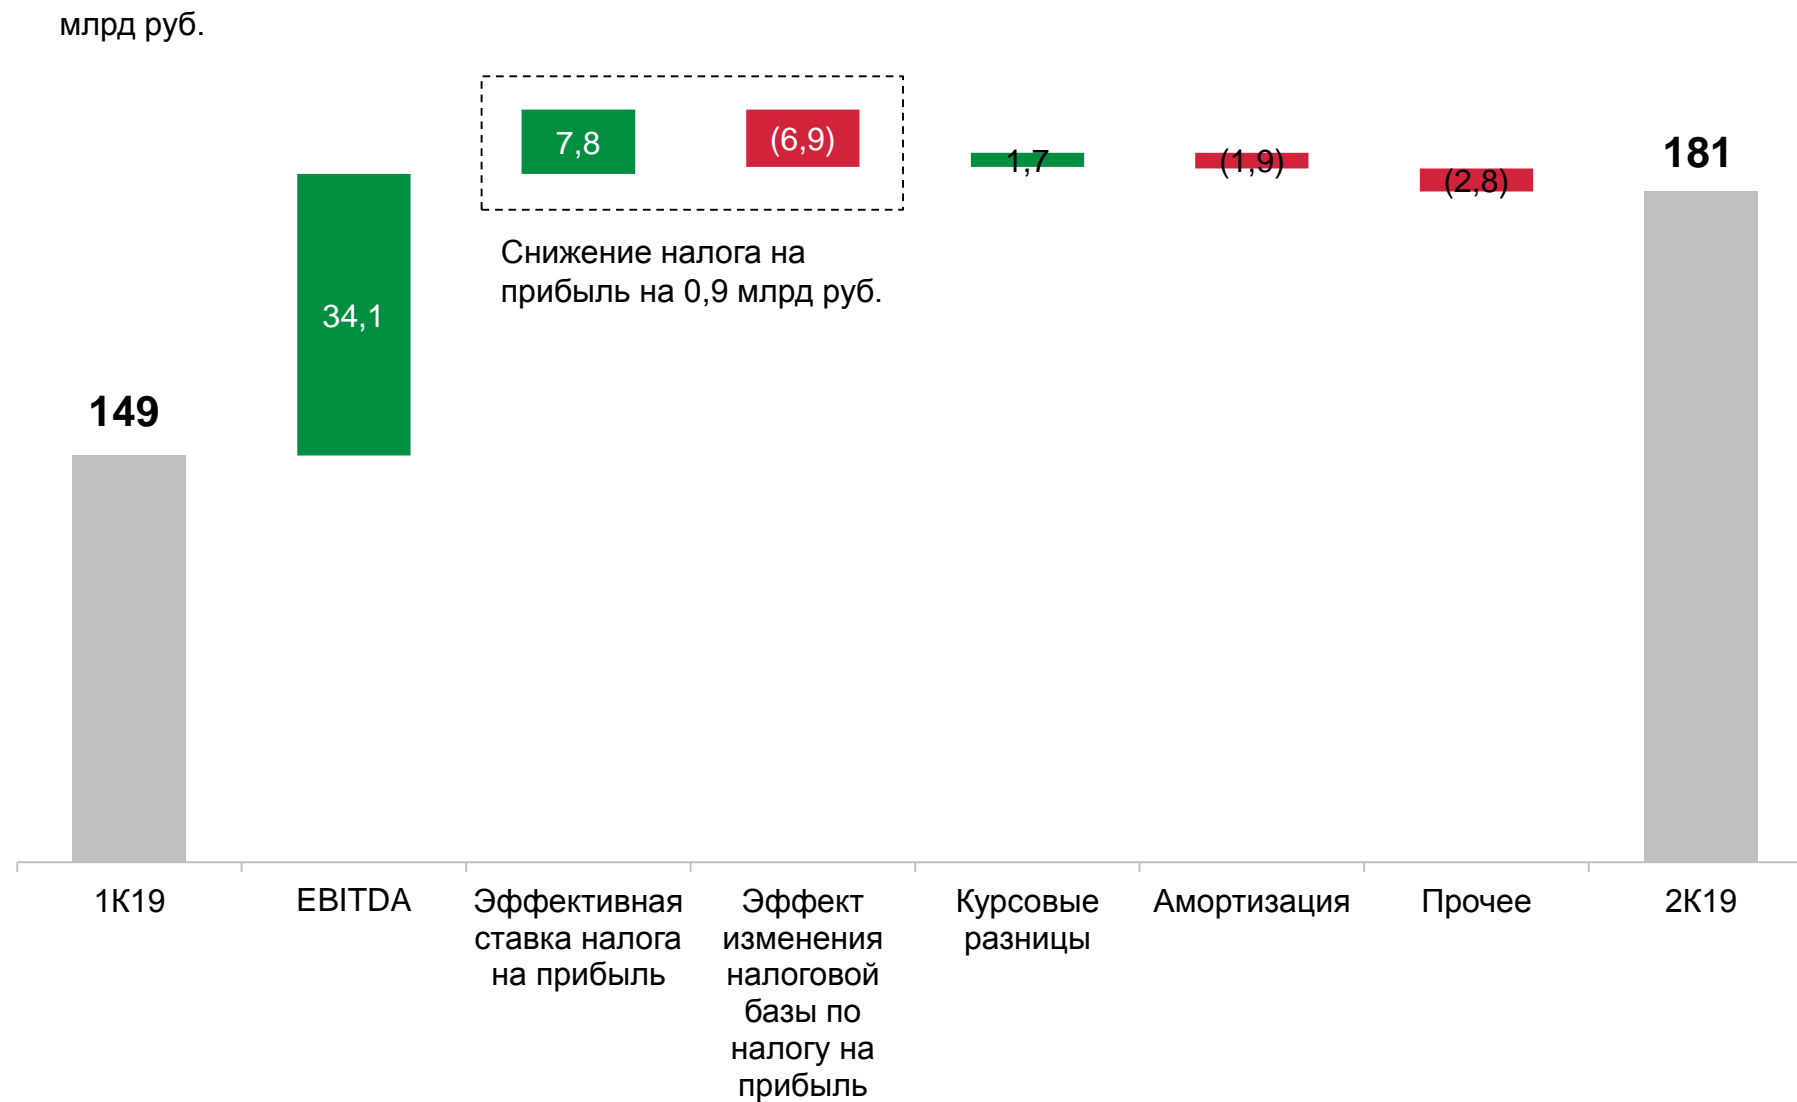 млрд руб.
7,8
(6,9)
1,7
(1,9)
(2,8)
181
Снижение налога на
прибыль на 0,9 млрд руб.
34,1
149
1К19
EBITDA
Эффективная
ставка налога
на прибыль
Эффект
изменения
налоговой
базы по
налогу на
прибыль
Курсовые
разницы
Амортизация
Прочее
2К19